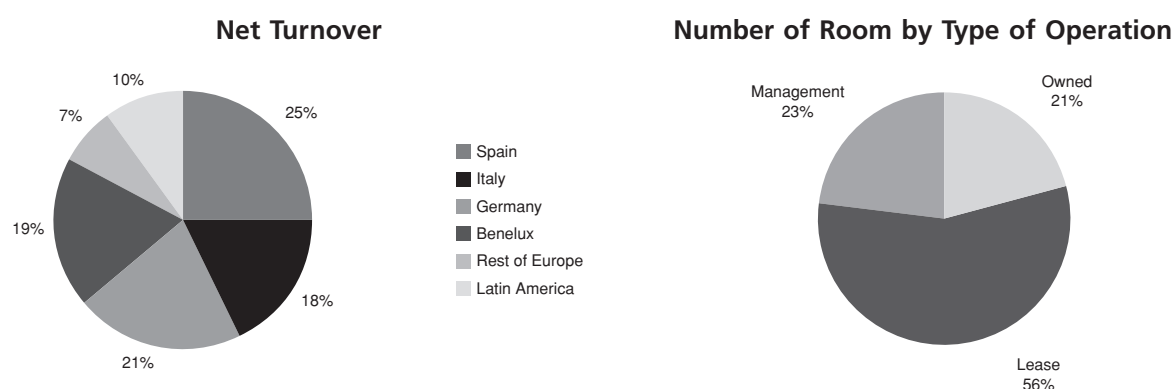 Net Turnover
10%
7%
25%
19%
18%
21%
Spain
Italy
Germany
Benelux
Rest of Europe
Latin America
Number of Room by Type of Operation
Management
23%
Owned
21%
Lease
56%